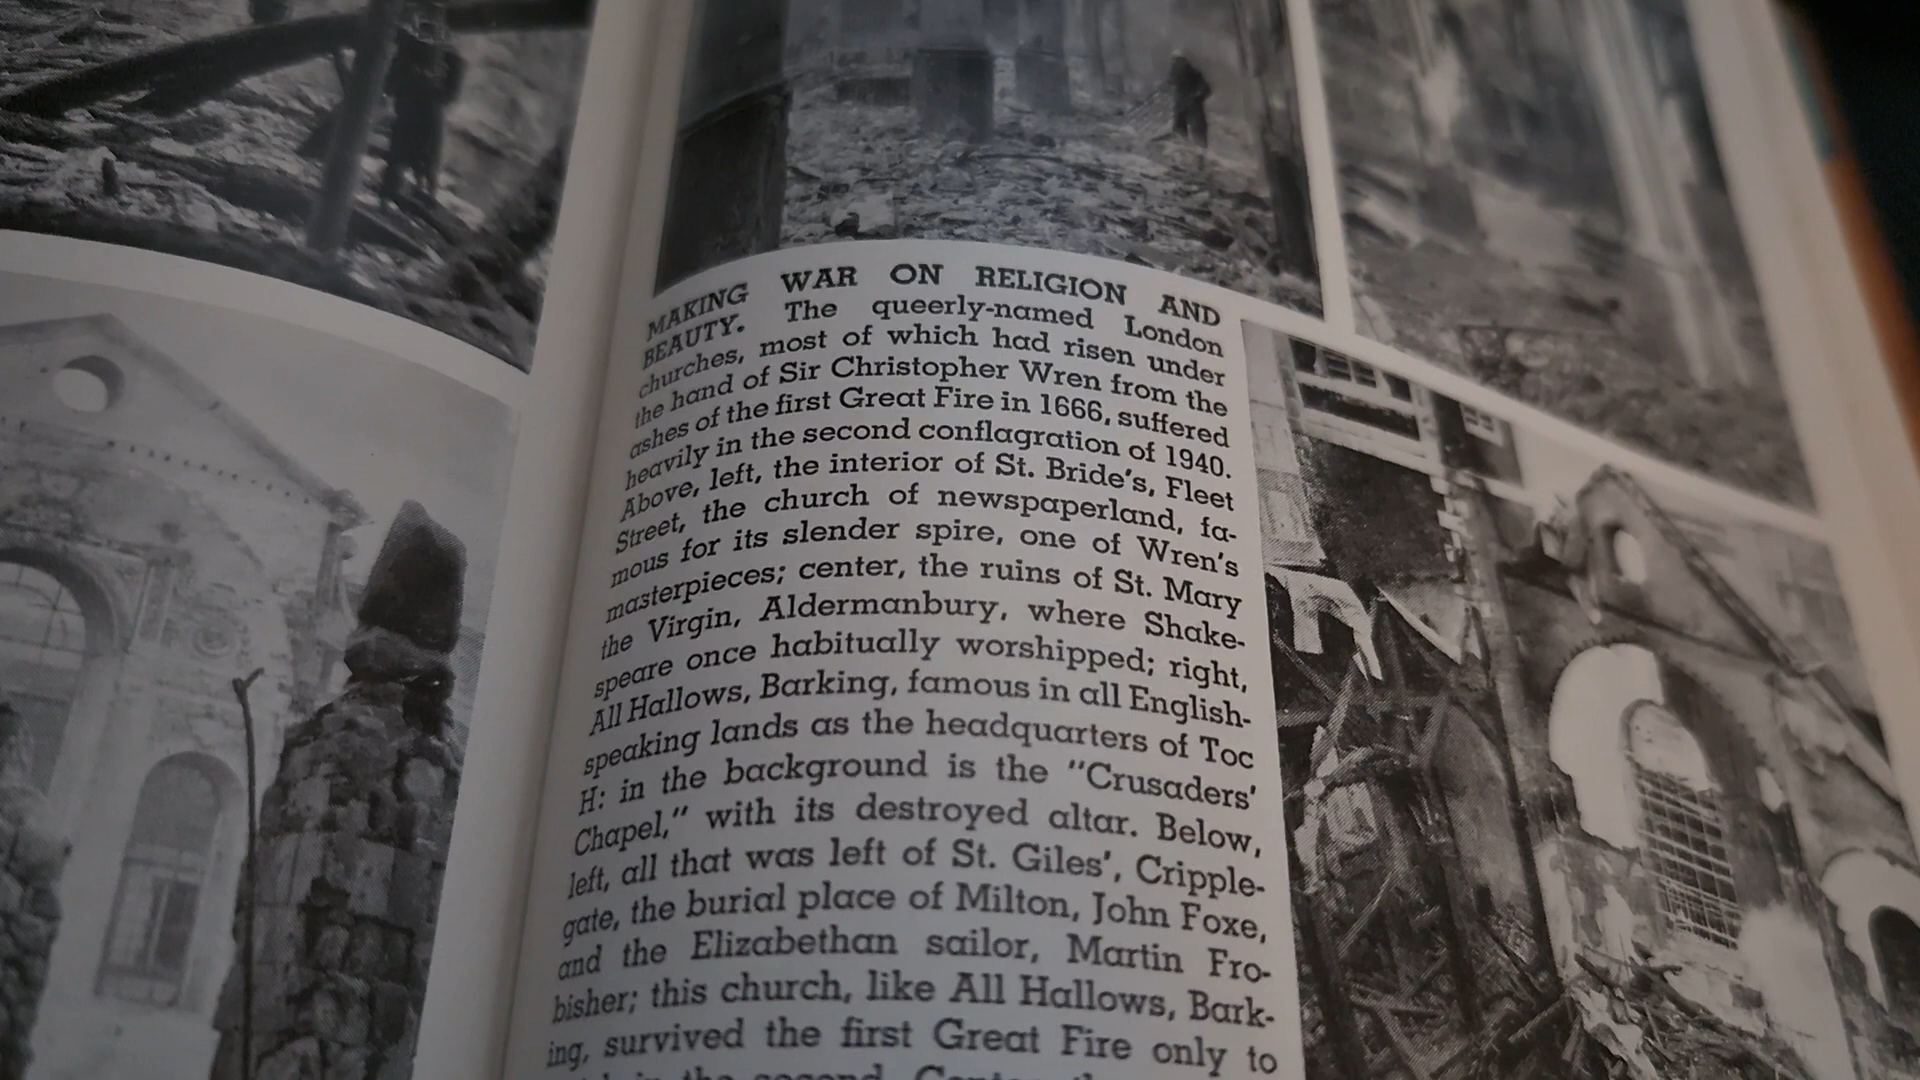 MAKING WAR ON RELIGION AND
BEAUTY. The queerly-named London
churches, most of which had risen under
the hand of Sir Christopher Wren from the
ashes of the first Great Fire in 1666, suffered
heavily in the second conflagration of 1940.
Above, left, the interior of St. Bride's, Fleet
Street, the church of newspaperland, fa-
mous for its slender spire, one of Wren's
masterpieces; center, the ruins of St. Mary
the Virgin, Aldermanbury, where Shake-
speare once habitually worshipped; right,
All Hallows, Barking, famous in all English-
speaking lands as the headquarters of Toc
H: in the background is the "Crusaders'
Chapel," with its destroyed altar. Below,
left, all that was left of St. Giles', Cripple-
gate, the burial place of Milton, John Foxe,
and the Elizabethan sailor, Martin Fro-
bisher; this church, like All Hallows, Bark-
ing, survived the first Great Fire only to
in the second.